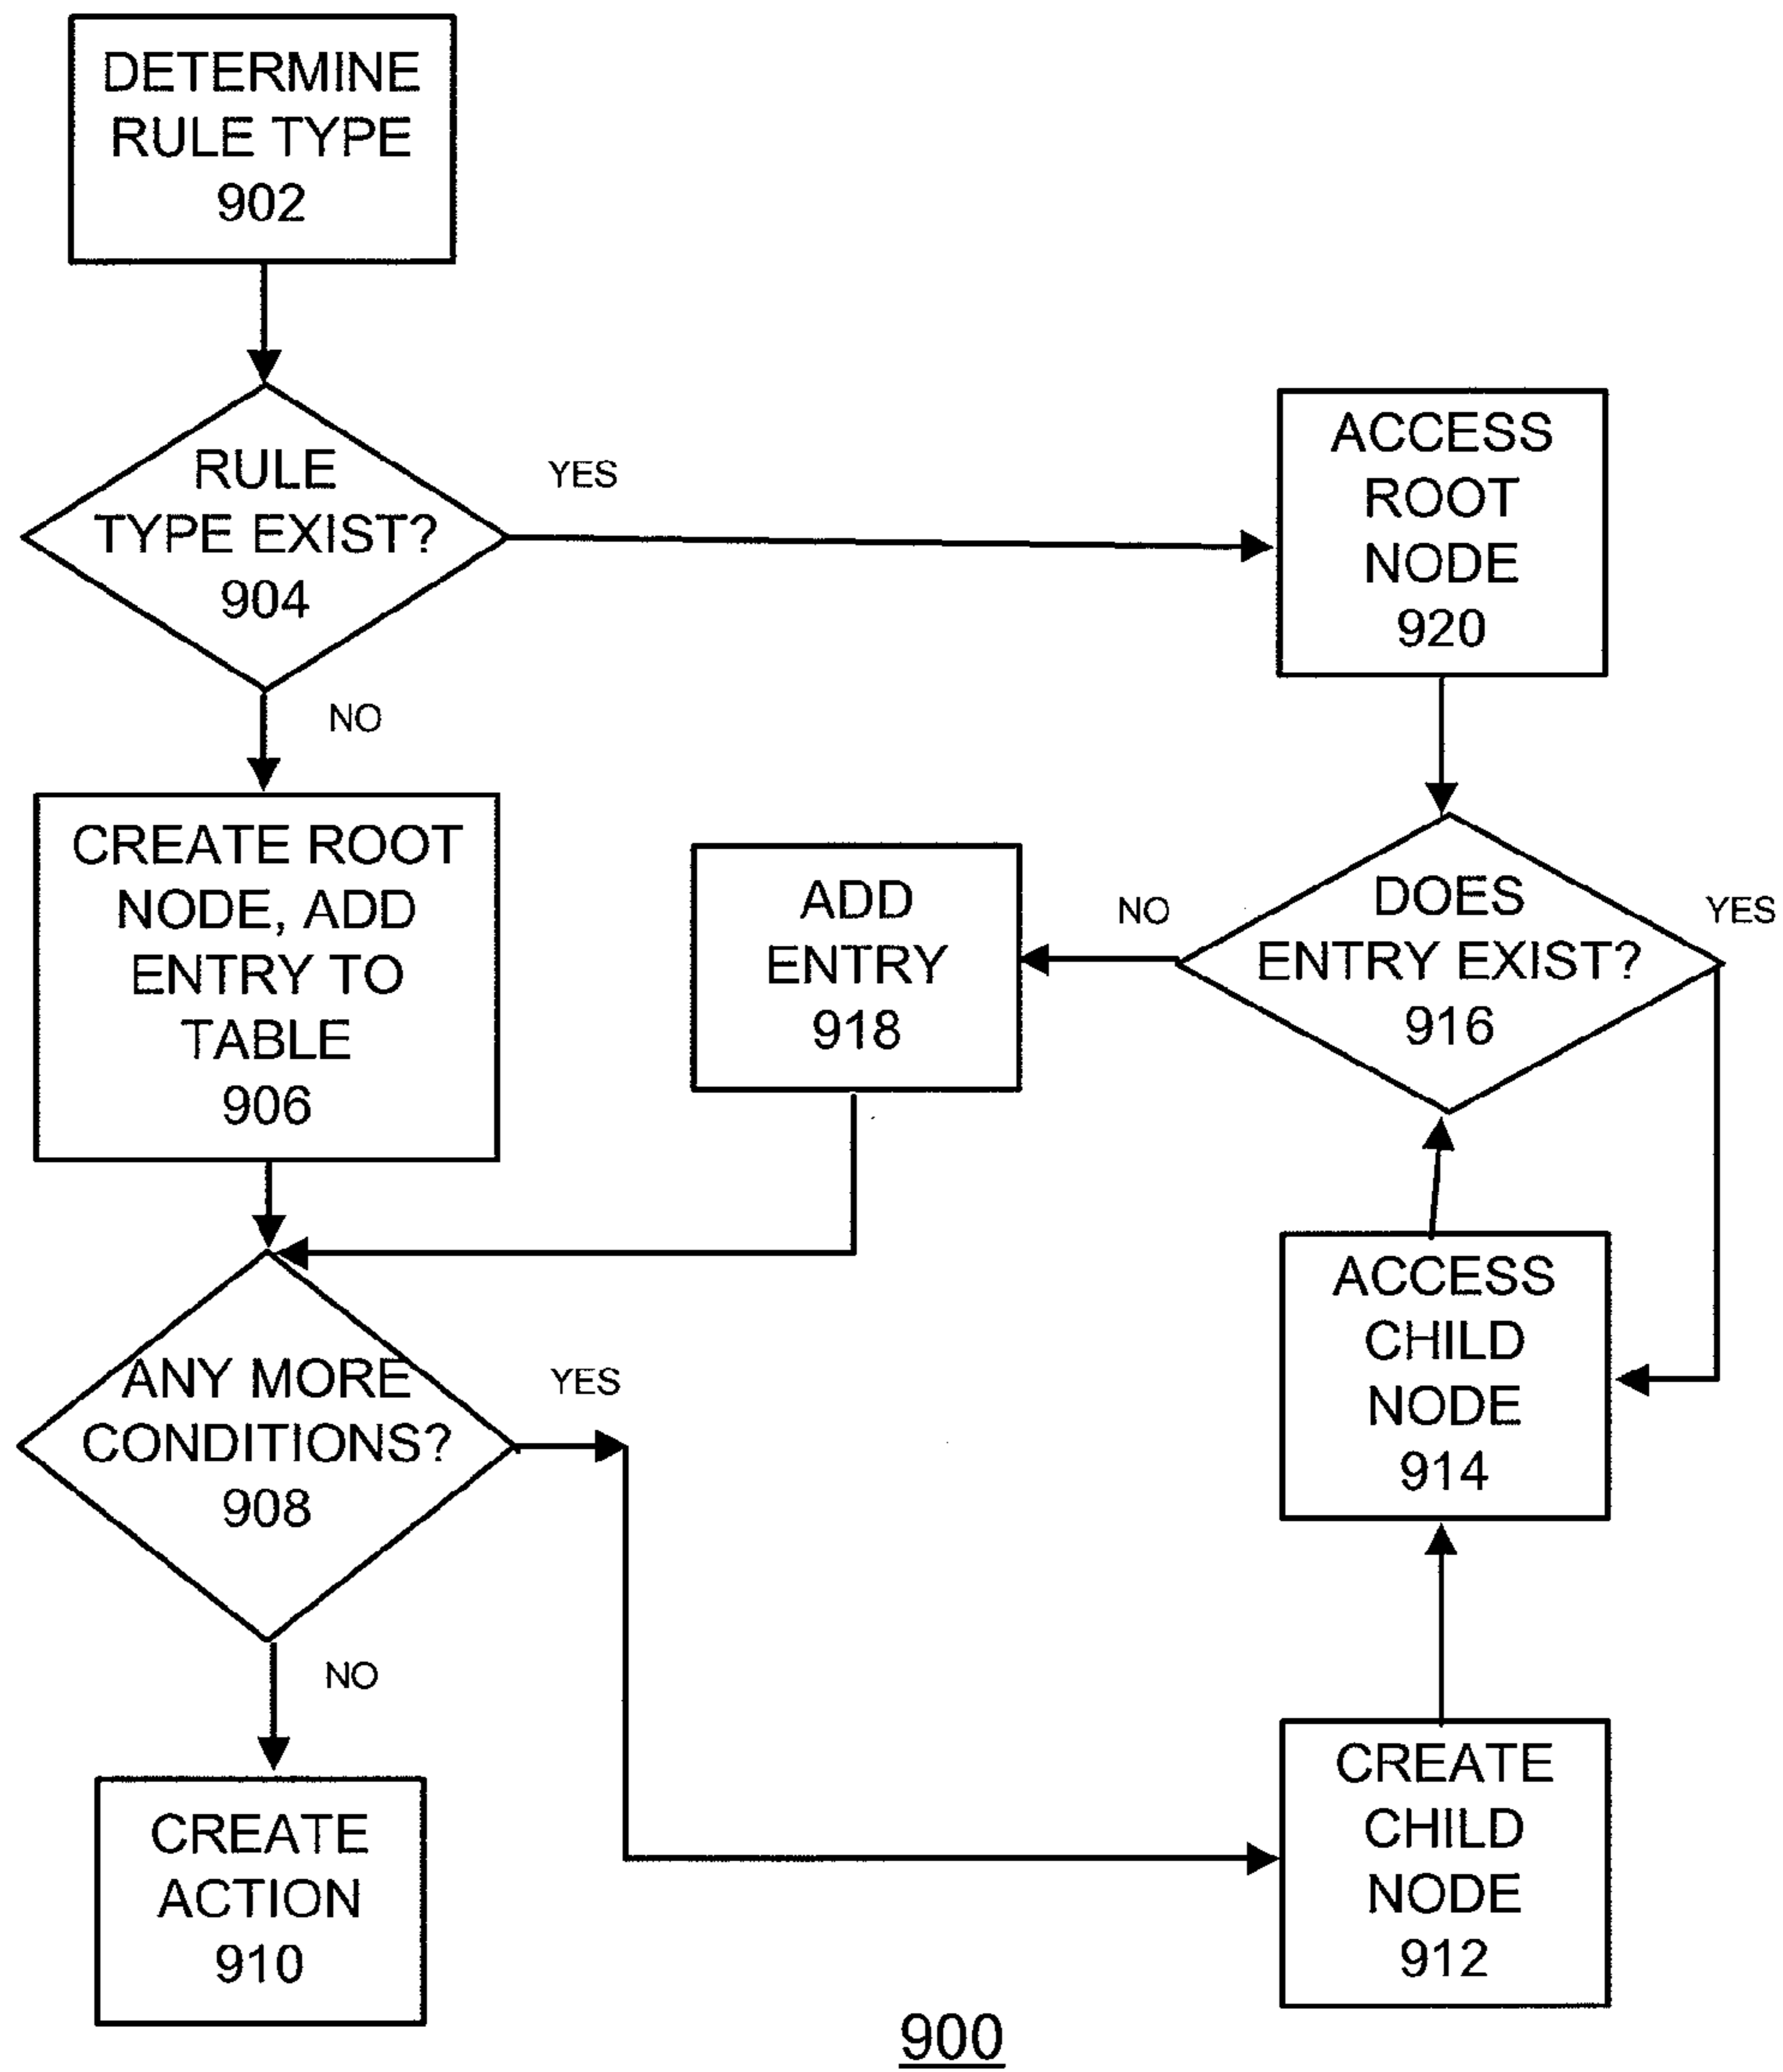 DETERMINE
RULE TYPE
902
RULE
TYPE EXIST?
904
YES
NO
ACCESS
ROOT
NODE
920
CREATE ROOT
NODE, ADD
ENTRY TO
TABLE
906
ADD
ENTRY
918
NO
DOES
ENTRY EXIST?
916
YES
ANY MORE
CONDITIONS?
908
YES
NO
ACCESS
CHILD
NODE
914
CREATE
ACTION
910
CREATE
CHILD
NODE
912
900